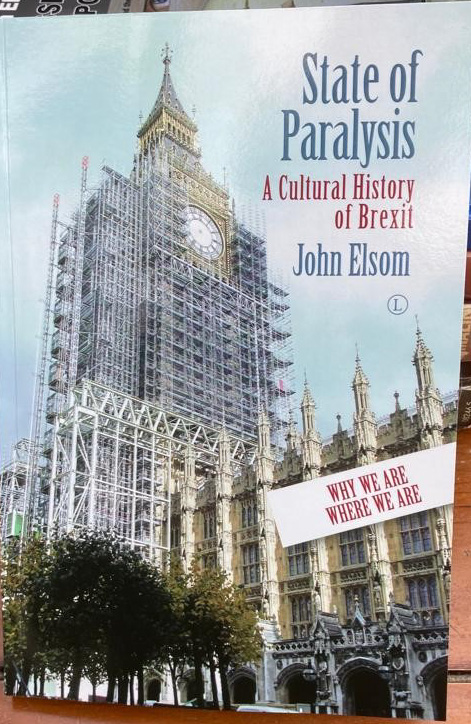 State of
Paralysis
A Cultural History
of Brexit
John Elsom
L
WHY WE ARE
WHERE WE ARE